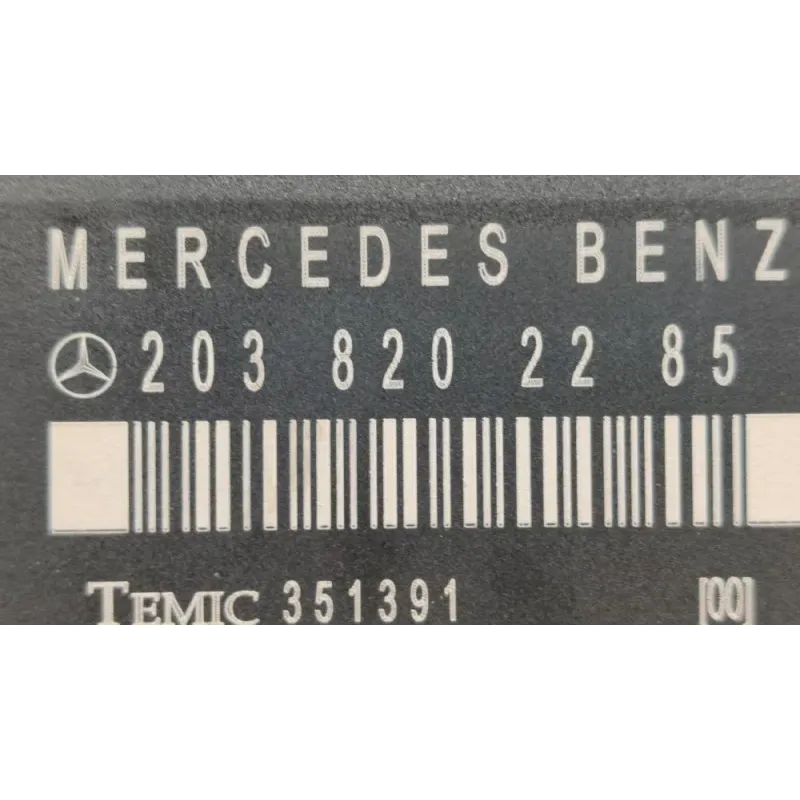 MERCEDES BENZ
203 820 22 85
TEMIC 351391 [00]